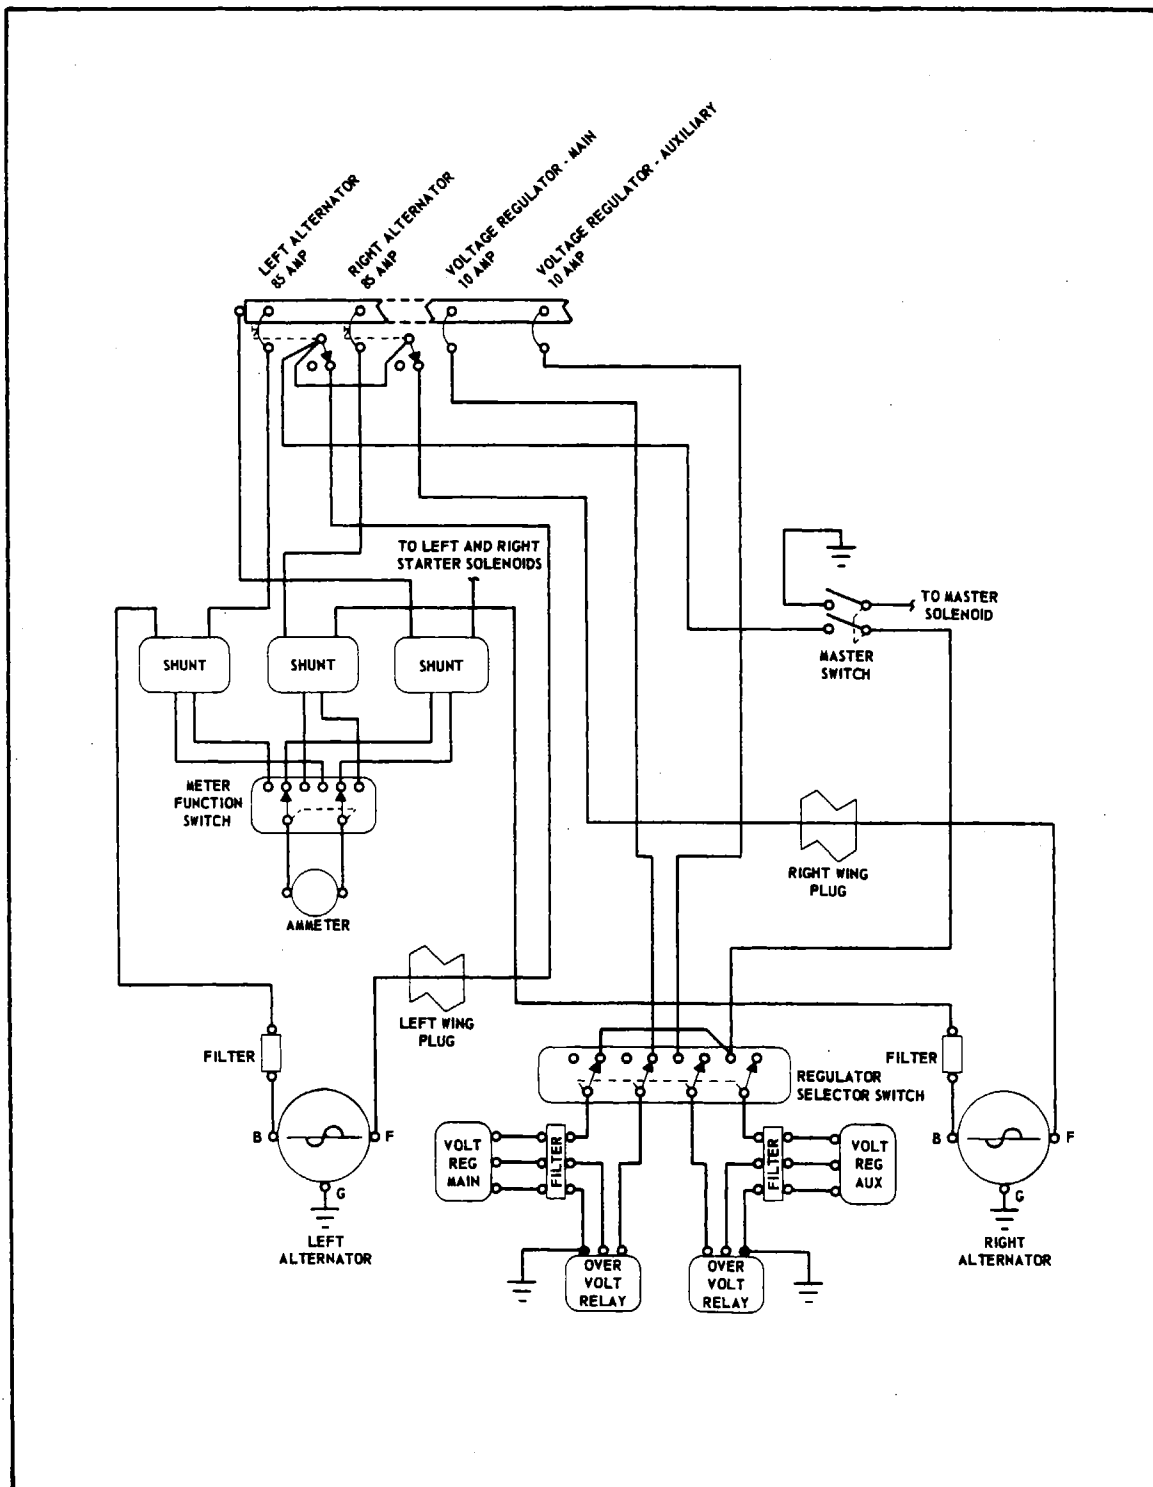 LEFT ALTERNATOR
85 AMP
RIGHT ALTERNATOR
85 AMP
VOLTAGE REGULATOR - MAIN
10 AMP
VOLTAGE REGULATOR - AUXILIARY
10 AMP
TO LEFT AND RIGHT
STARTER SOLENOIDS
TO MASTER
SOLENOID
MASTER
SWITCH
SHUNT
SHUNT
SHUNT
METER
FUNCTION
SWITCH
AMMETER
RIGHT WING
PLUG
LEFT WING
PLUG
FILTER
FILTER
REGULATOR
SELECTOR SWITCH
B
F
G
LEFT
ALTERNATOR
VOLT
REG
MAIN
FILTER
FILTER
VOLT
REG
AUX
B
F
G
RIGHT
ALTERNATOR
OVER
VOLT
RELAY
OVER
VOLT
RELAY